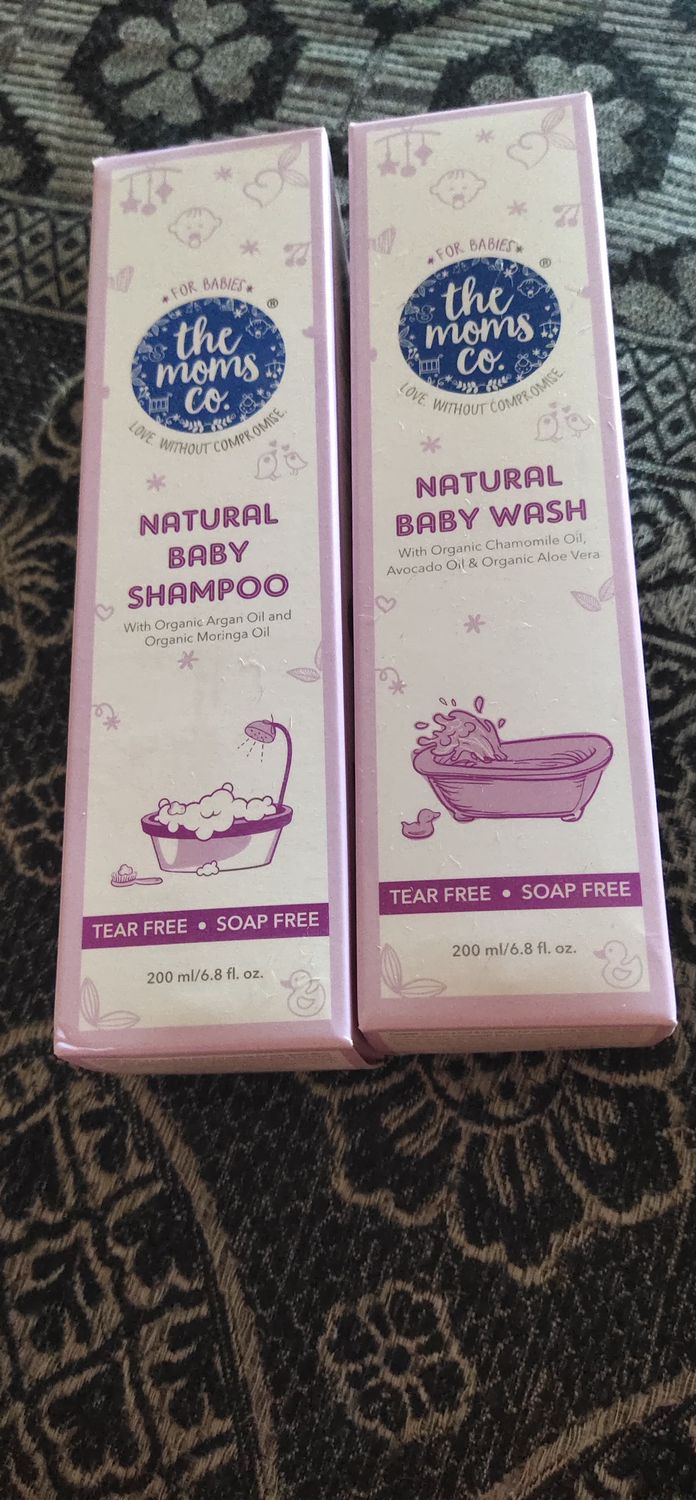 ★ FOR BABIES ★
the
moms
co.
®
LOVE. WITHOUT COMPROMISE.
NATURAL
BABY
SHAMPOO
With Organic Argan Oil and
Organic Moringa Oil
TEAR FREE • SOAP FREE
200 ml/6.8 fl. oz.
★ FOR BABIES ★
the
moms
co.
®
LOVE. WITHOUT COMPROMISE.
NATURAL
BABY WASH
With Organic Chamomile Oil,
Avocado Oil & Organic Aloe Vera
TEAR FREE • SOAP FREE
200 ml/6.8 fl. oz.